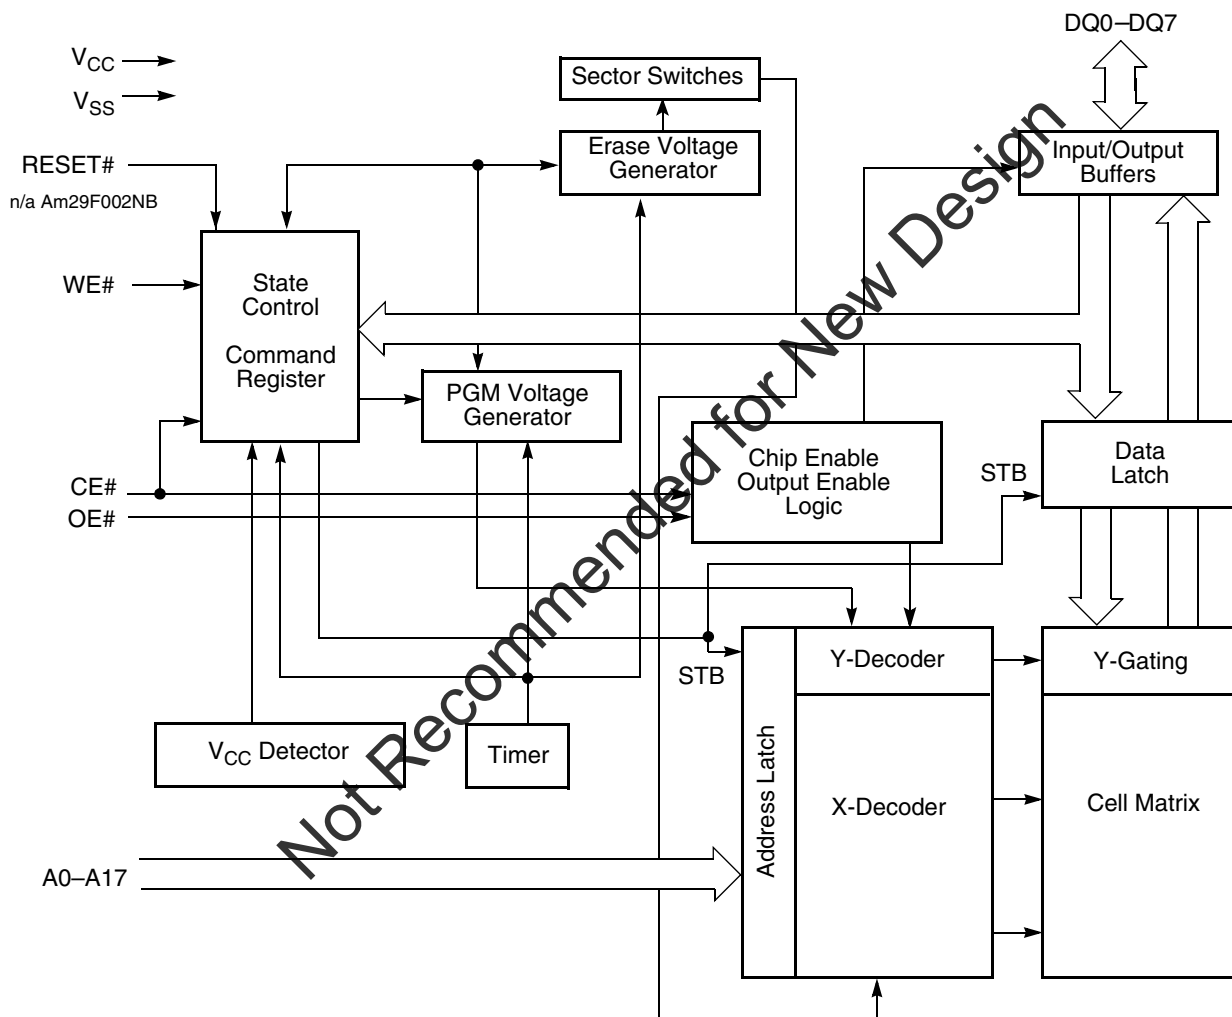 DQ0–DQ7
VCC
VSS
Sector Switches
RESET#
n/a Am29F002NB
Erase Voltage
Generator
Input/Output
Buffers
WE#
State
Control
Command
Register
PGM Voltage
Generator
CE#
OE#
Chip Enable
Output Enable
Logic
STB
Data
Latch
STB
Y-Decoder
Y-Gating
VCC Detector
Timer
Address Latch
X-Decoder
Cell Matrix
A0–A17
Not Recommended for New Design